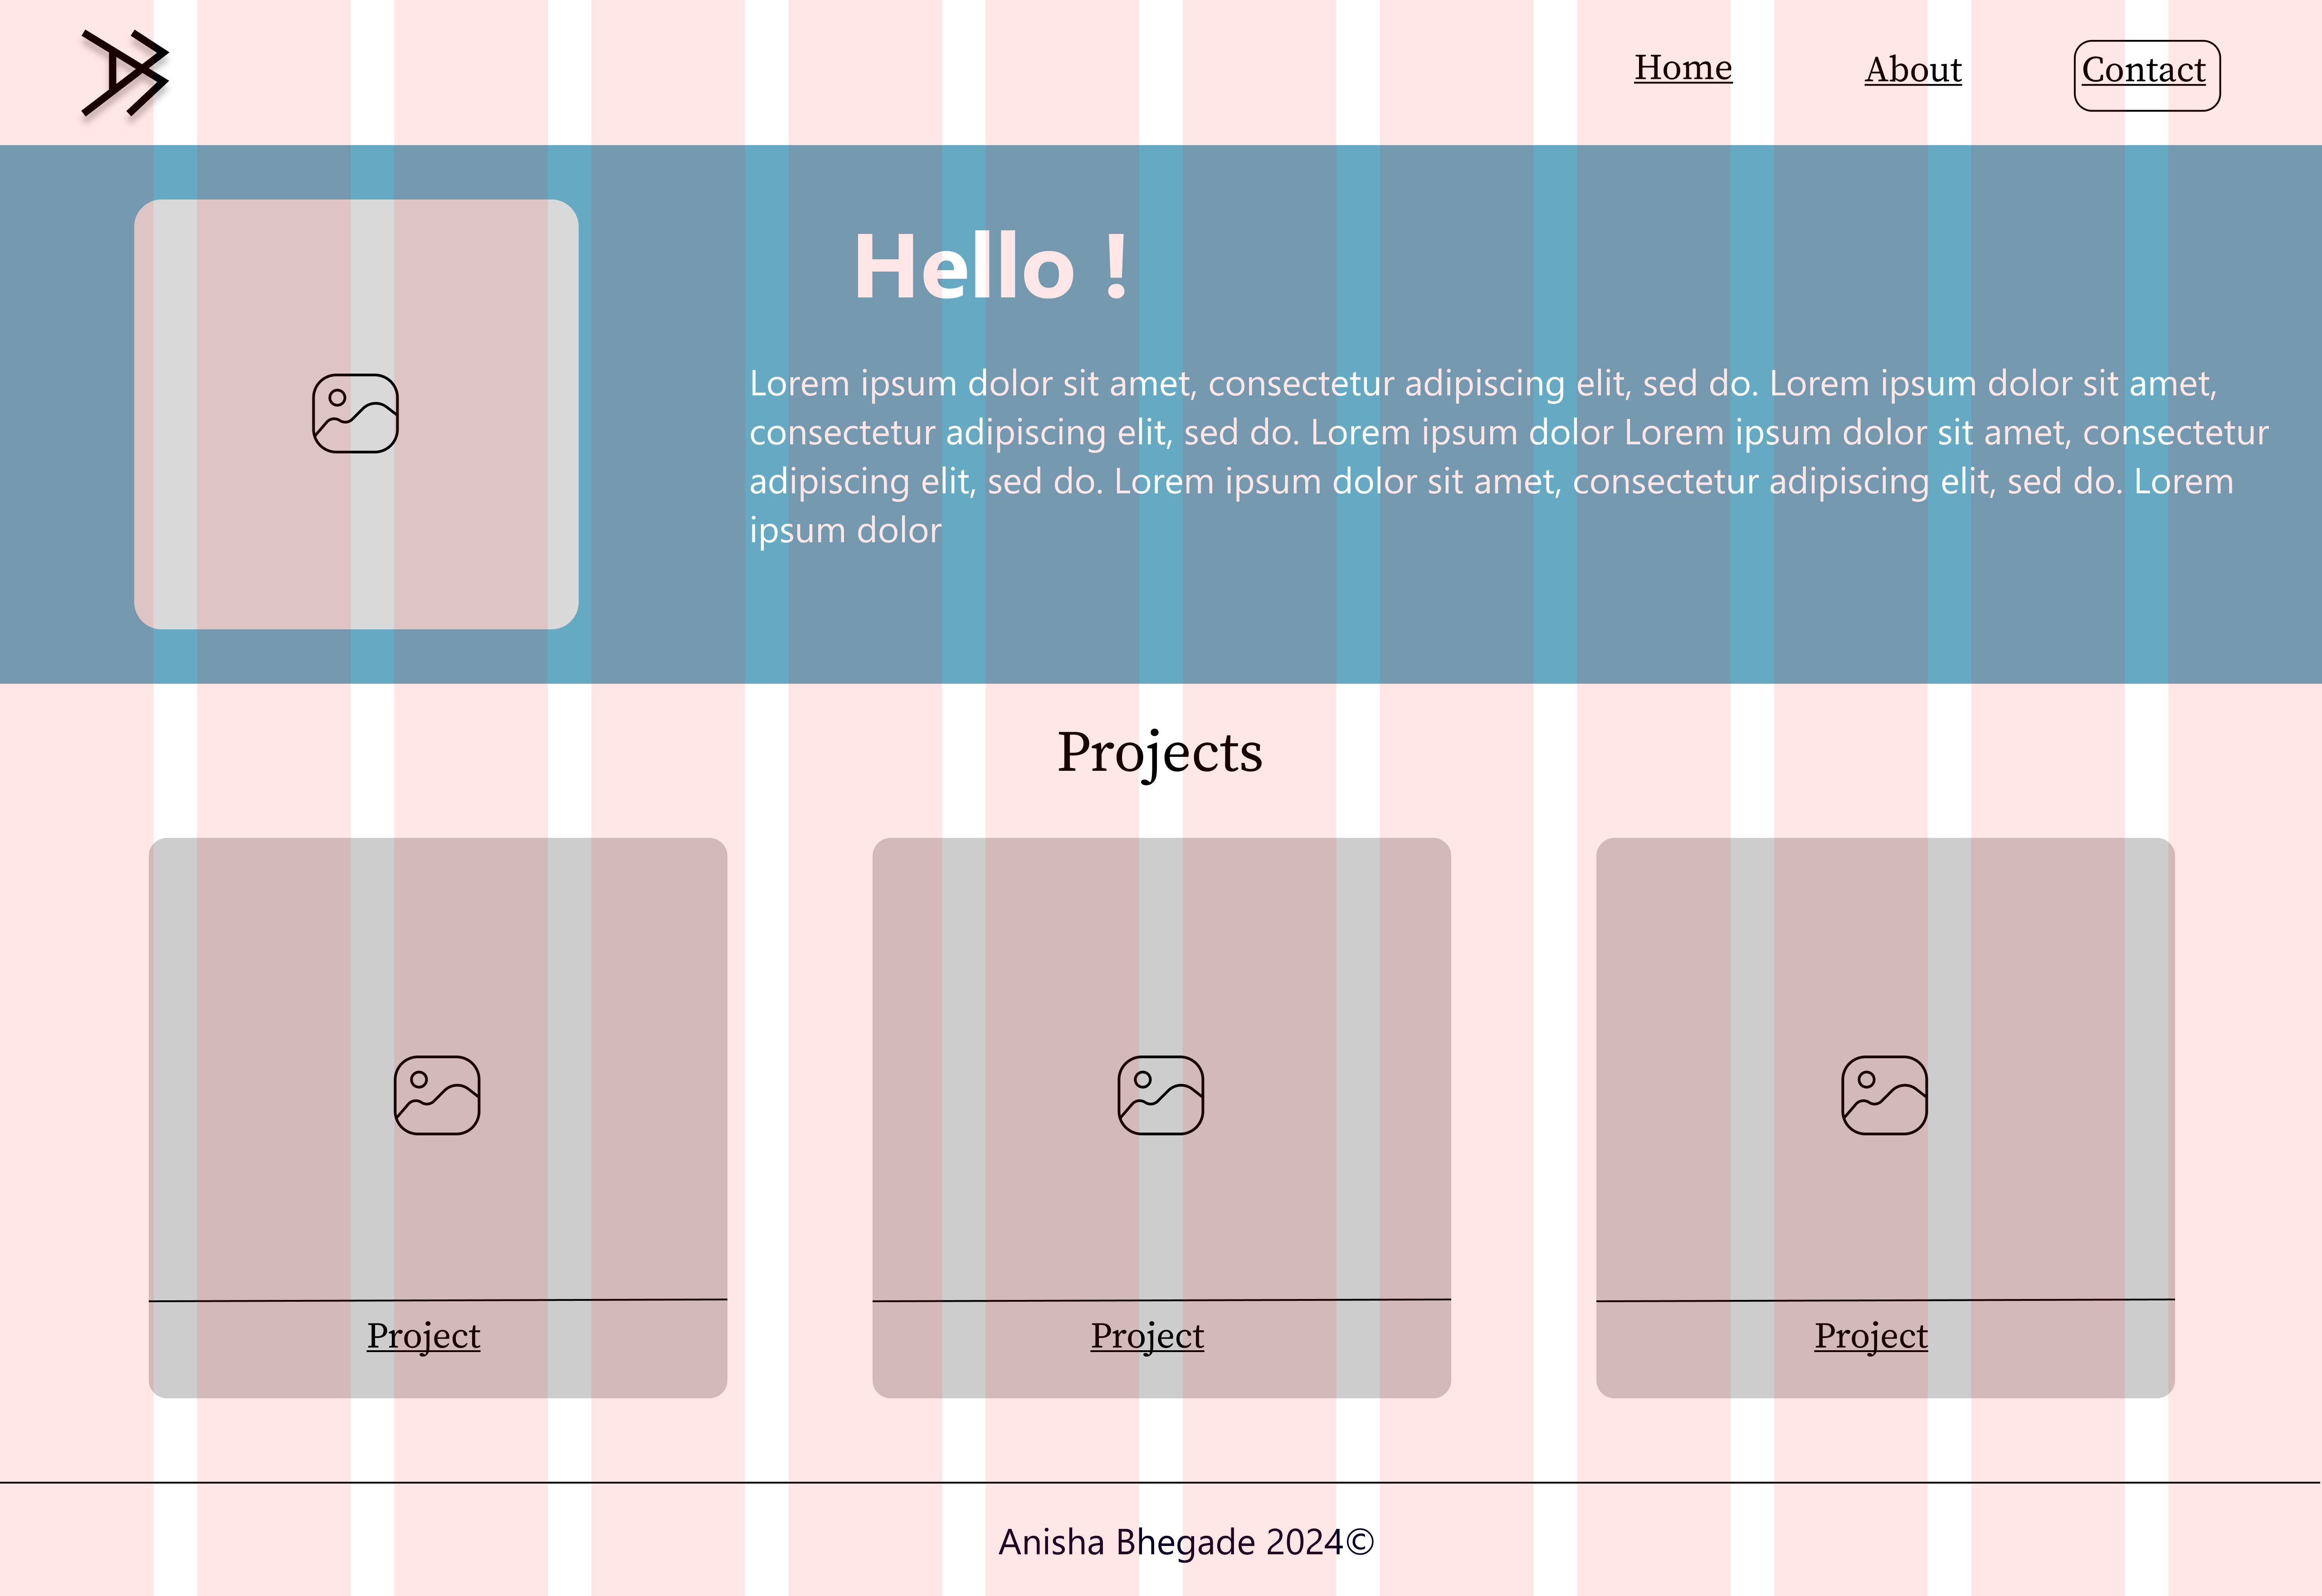 Home
About
Contact
Hello !
Lorem ipsum dolor sit amet, consectetur adipiscing elit, sed do. Lorem ipsum dolor sit amet,
consectetur adipiscing elit, sed do. Lorem ipsum dolor Lorem ipsum dolor sit amet, consectetur
adipiscing elit, sed do. Lorem ipsum dolor sit amet, consectetur adipiscing elit, sed do. Lorem
ipsum dolor
Projects
Project
Project
Project
Anisha Bhegade 2024©